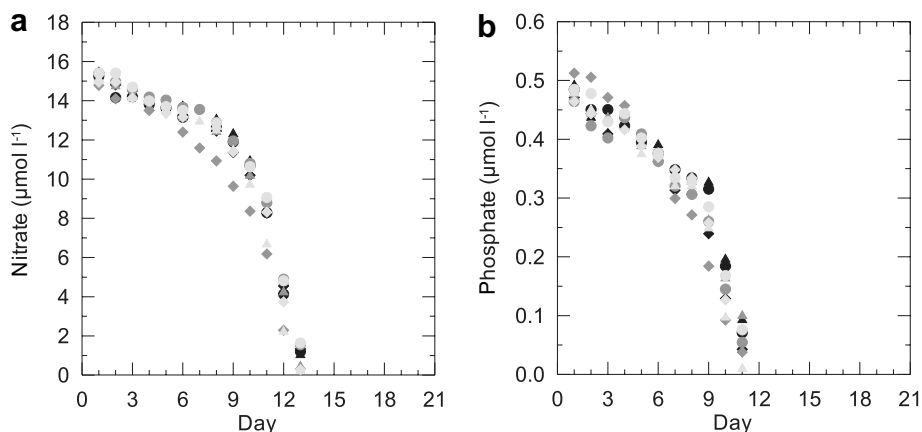 a
18
16
14
12
10
8
6
4
2
0
Nitrate (µmol l⁻¹)
0 3 6 9 12 15 18 21
Day
b
0.6
0.5
0.4
0.3
0.2
0.1
0.0
Phosphate (µmol l⁻¹)
0 3 6 9 12 15 18 21
Day